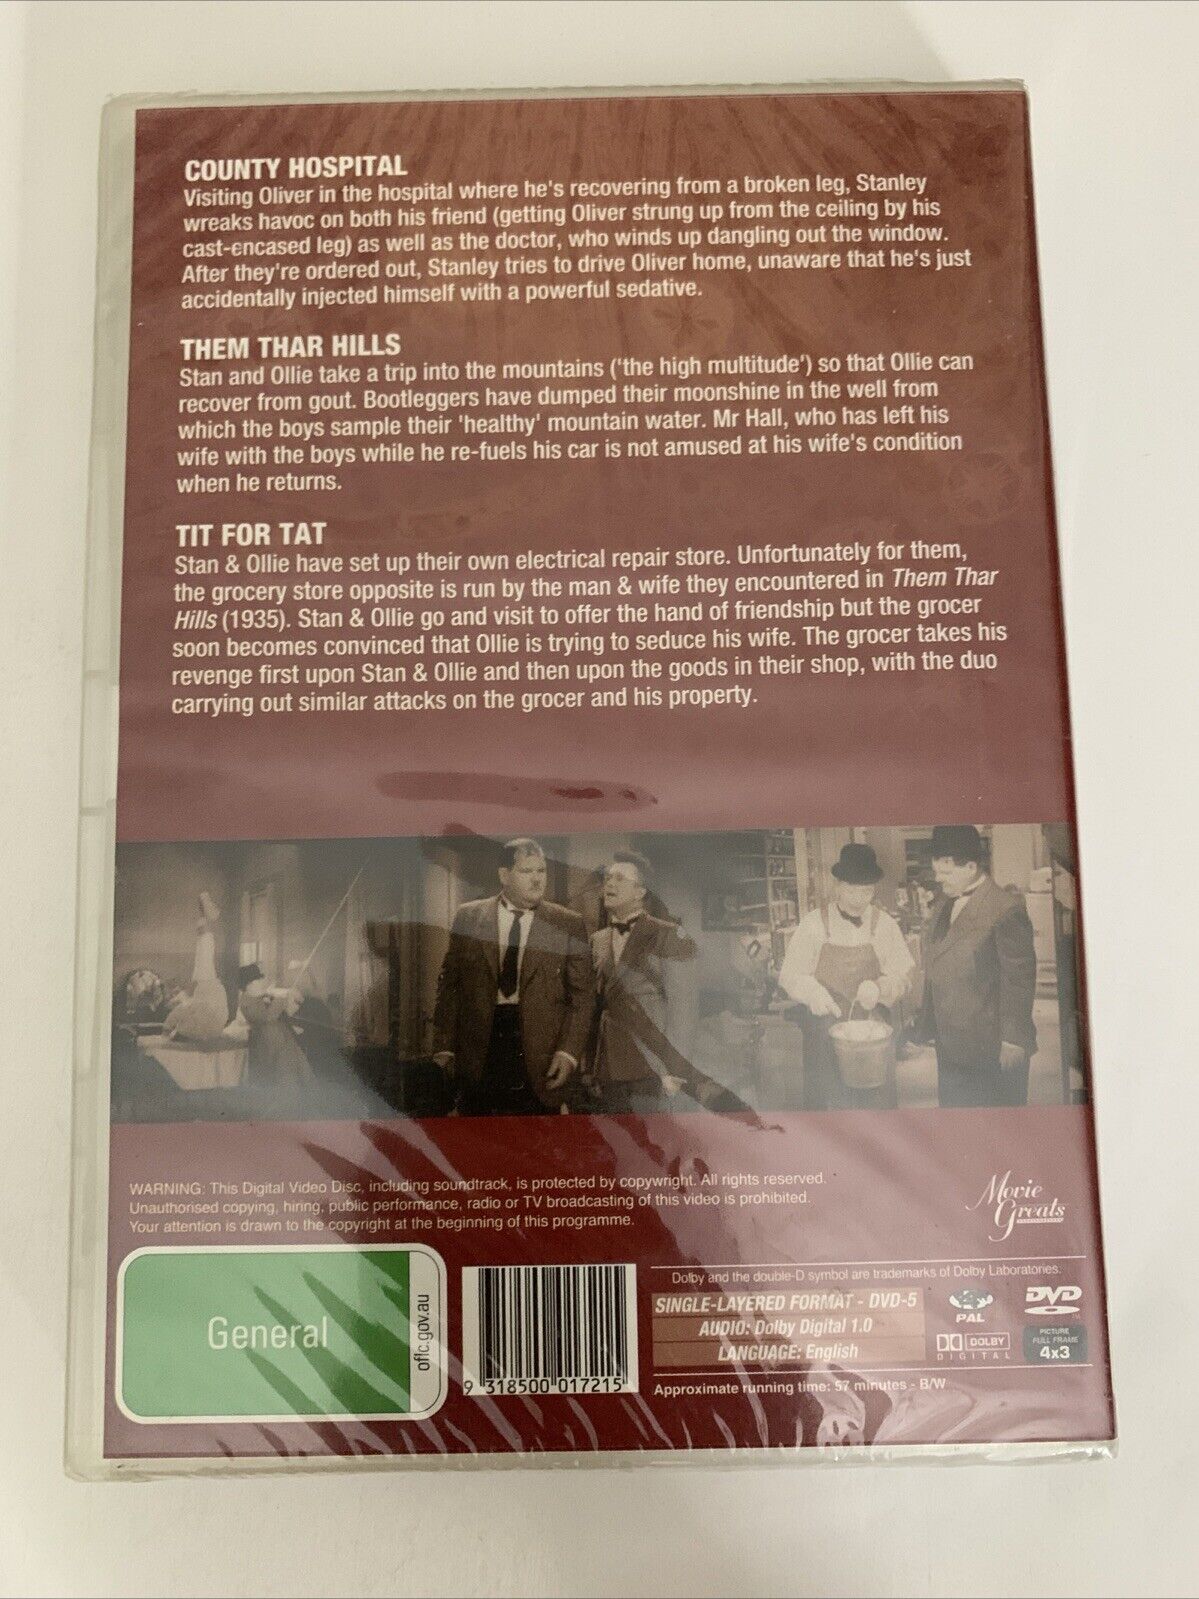 COUNTY HOSPITAL
Visiting Oliver in the hospital where he's recovering from a broken leg, Stanley
wreaks havoc on both his friend (getting Oliver strung up from the ceiling by his
cast-encased leg) as well as the doctor, who winds up dangling out the window.
After they're ordered out, Stanley tries to drive Oliver home, unaware that he's just
accidentally injected himself with a powerful sedative.
THEM THAR HILLS
Stan and Ollie take a trip into the mountains ('the high multitude') so that Ollie can
recover from gout. Bootleggers have dumped their moonshine in the well from
which the boys sample their 'healthy' mountain water. Mr Hall, who has left his
wife with the boys while he re-fuels his car is not amused at his wife's condition
when he returns.
TIT FOR TAT
Stan & Ollie have set up their own electrical repair store. Unfortunately for them,
the grocery store opposite is run by the man & wife they encountered in Them Thar
Hills (1935). Stan & Ollie go and visit to offer the hand of friendship but the grocer
soon becomes convinced that Ollie is trying to seduce his wife. The grocer takes his
revenge first upon Stan & Ollie and then upon the goods in their shop, with the duo
carrying out similar attacks on the grocer and his property.
WARNING: This Digital Video Disc, including soundtrack, is protected by copywright. All rights reserved.
Unauthorised copying, hiring, public performance, radio or TV broadcasting of this video is prohibited.
Your attention is drawn to the copyright at the beginning of this programme.
Movie
Greats
General
oflc.gov.au
9 318500 017215
Dolby and the double-D symbol are trademarks of Dolby Laboratories.
SINGLE-LAYERED FORMAT - DVD-5
AUDIO: Dolby Digital 1.0
LANGUAGE: English
PAL
DVD
DOLBY
DIGITAL
PICTURE
FULL FRAME
4x3
Approximate running time: 57 minutes - B/W